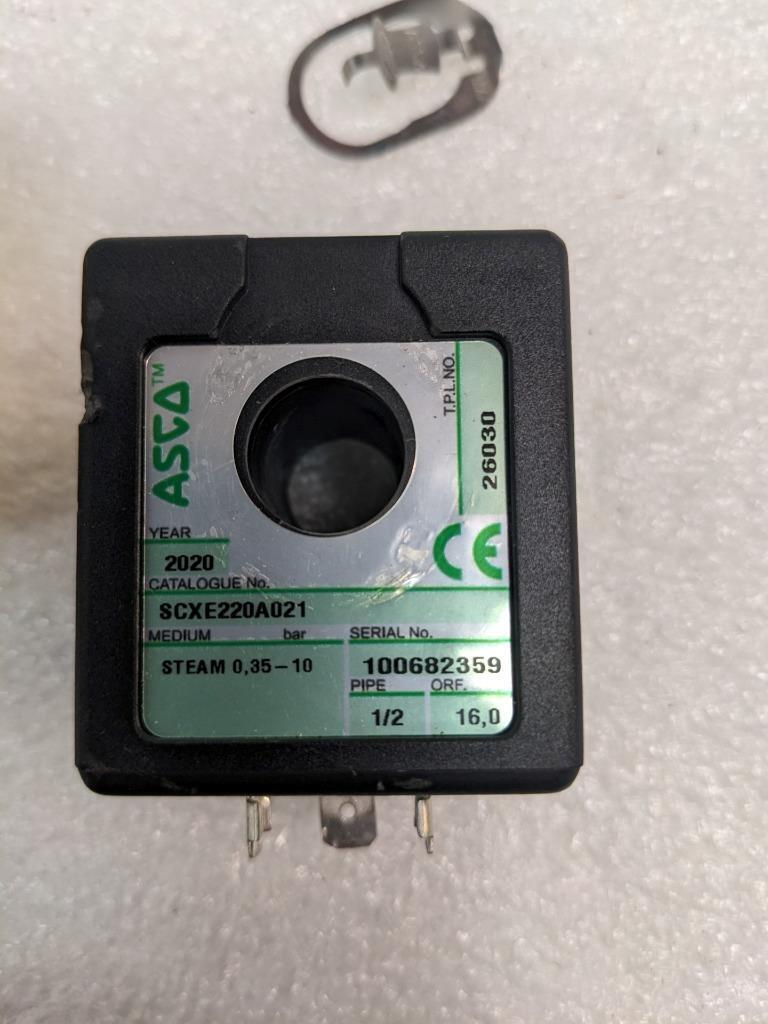 ASCO™
T.P.L.NO.
26030
YEAR
2020
CE
CATALOGUE No.
SCXE220A021
MEDIUM bar
SERIAL No.
STEAM 0,35–10
100682359
PIPE ORF.
1/2 16,0